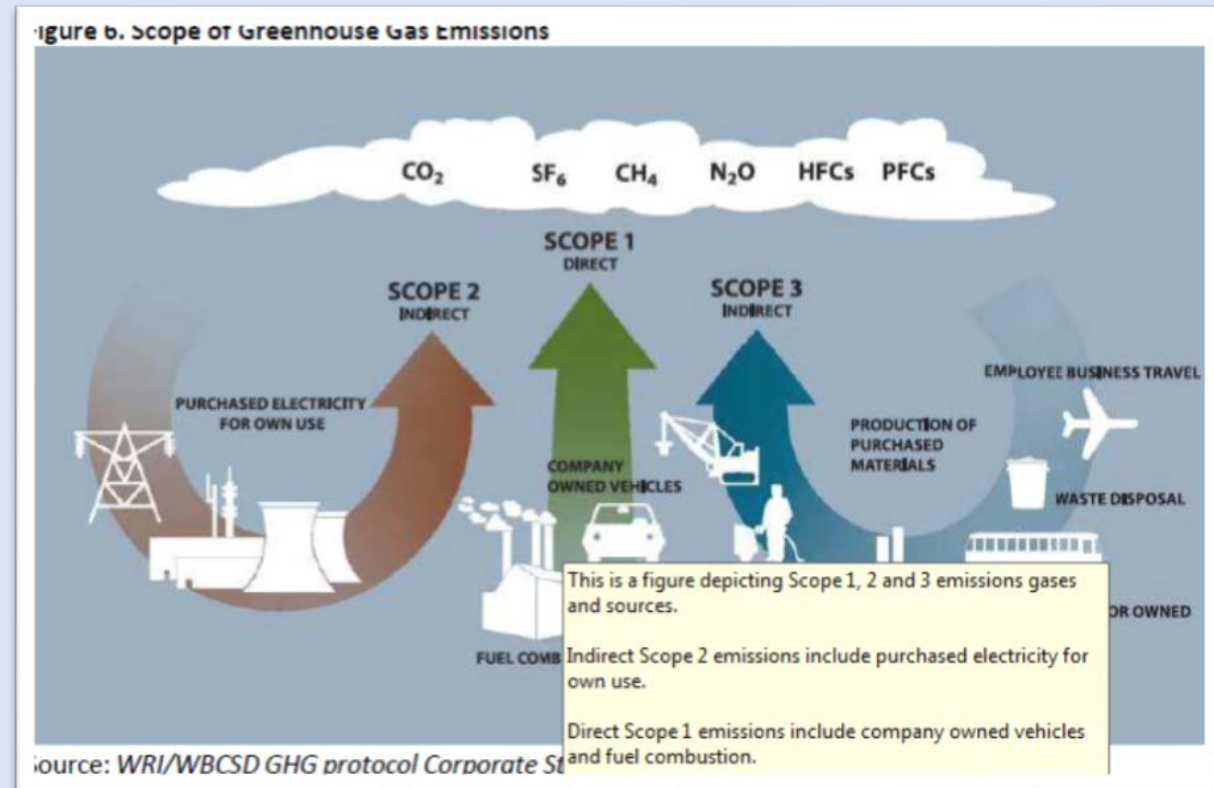 Figure 6. Scope of Greenhouse Gas Emissions
CO₂ SF₆ CH₄ N₂O HFCs PFCs
SCOPE 1
DIRECT
SCOPE 2
INDIRECT
SCOPE 3
INDIRECT
PURCHASED ELECTRICITY
FOR OWN USE
COMPANY
OWNED VEHICLES
PRODUCTION OF
PURCHASED
MATERIALS
EMPLOYEE BUSINESS TRAVEL
WASTE DISPOSAL
OR OWNED
FUEL COMB
This is a figure depicting Scope 1, 2 and 3 emissions gases
and sources.
Indirect Scope 2 emissions include purchased electricity for
own use.
Direct Scope 1 emissions include company owned vehicles
and fuel combustion.
Source: WRI/WBCSD GHG protocol Corporate St